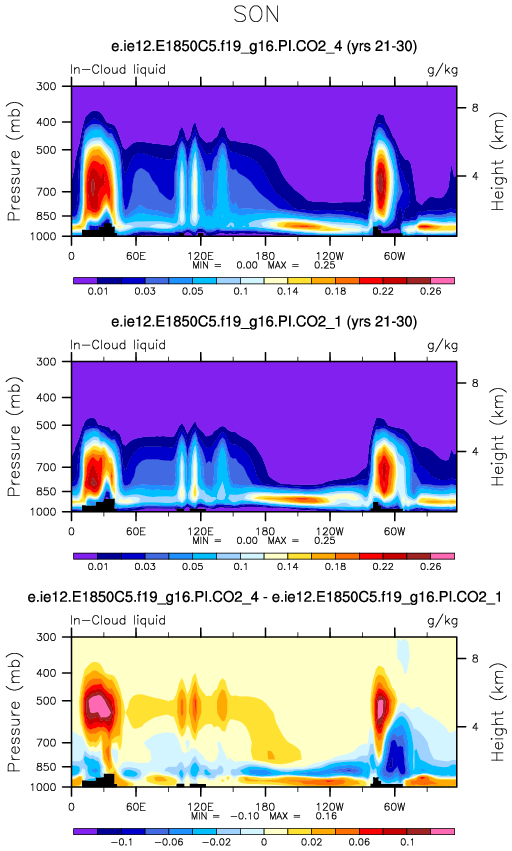 SON
e.ie12.E1850C5.f19_g16.PI.CO2_4 (yrs 21-30)
In-Cloud liquid g/kg
300
400
500
700
850
1000
Pressure (mb)
8
4
Height (km)
0 60E 120E 180 120W 60W
MIN = 0.00 MAX = 0.25
0.01 0.03 0.05 0.1 0.14 0.18 0.22 0.26
e.ie12.E1850C5.f19_g16.PI.CO2_1 (yrs 21-30)
In-Cloud liquid g/kg
300
400
500
700
850
1000
Pressure (mb)
8
4
Height (km)
0 60E 120E 180 120W 60W
MIN = 0.00 MAX = 0.25
0.01 0.03 0.05 0.1 0.14 0.18 0.22 0.26
e.ie12.E1850C5.f19_g16.PI.CO2_4 - e.ie12.E1850C5.f19_g16.PI.CO2_1
In-Cloud liquid g/kg
300
400
500
700
850
1000
Pressure (mb)
8
4
Height (km)
0 60E 120E 180 120W 60W
MIN = -0.10 MAX = 0.16
-0.1 -0.06 -0.02 0 0.02 0.06 0.1